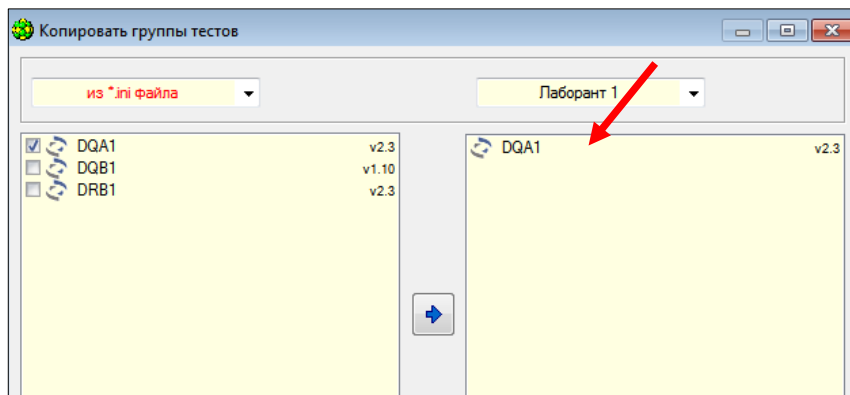 Копировать группы тестов
из *.ini файла
Лаборант 1
DQA1 v2.3
DQB1 v1.10
DRB1 v2.3
DQA1 v2.3